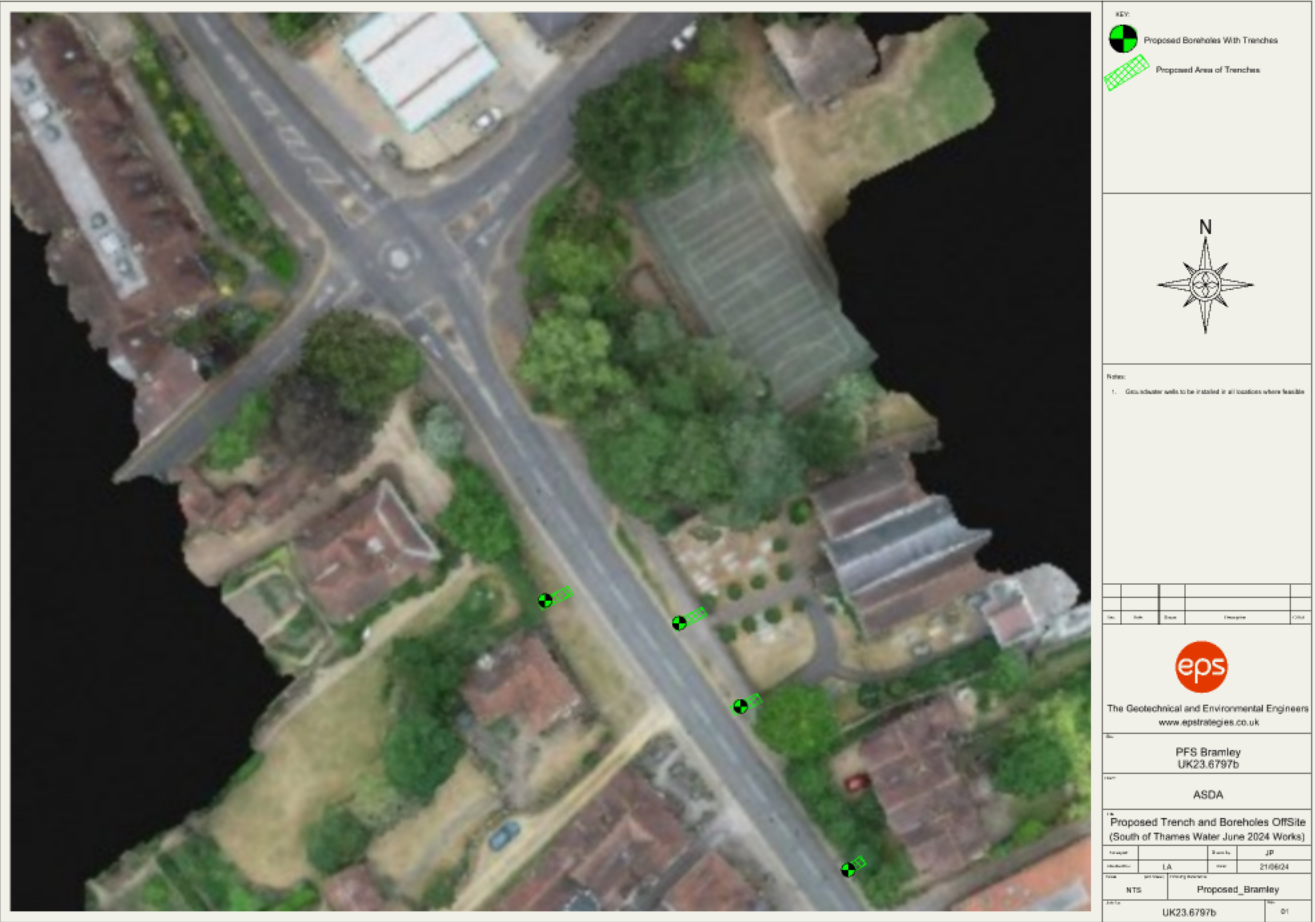 KEY:
Proposed Boreholes With Trenches
Proposed Area of Trenches
N
Notes:
1. Groundwater wells to be installed in all locations where feasible
eps
The Geotechnical and Environmental Engineers
www.epstrategies.co.uk
PFS Bramley
UK23.6797b
ASDA
Proposed Trench and Boreholes OffSite
(South of Thames Water June 2024 Works)
JP
LA
21/06/24
NTS
Proposed_Bramley
UK23.6797b
01